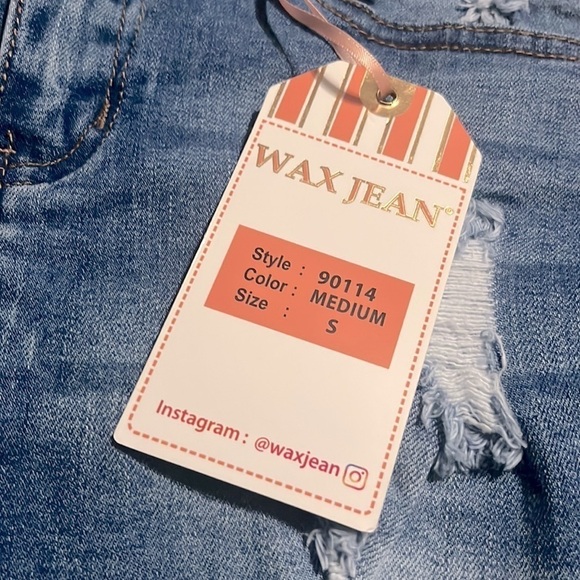 WAX JEAN®
Style : 90114
Color : MEDIUM
Size : S
Instagram : @waxjean